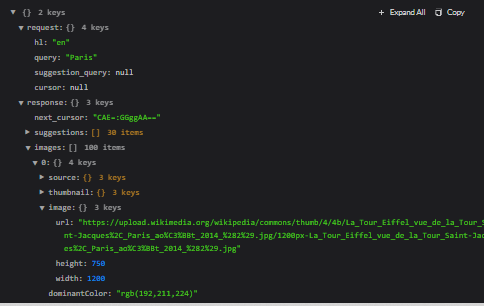 ▼ {} 2 keys + Expand All Copy
▼ request: {} 4 keys
hl: "en"
query: "Paris"
suggestion_query: null
cursor: null
▼ response: {} 3 keys
next_cursor: "CAE=:GGggAA=="
▶ suggestions: [] 30 items
▼ images: [] 100 items
▼ 0: {} 4 keys
▶ source: {} 3 keys
▶ thumbnail: {} 3 keys
▼ image: {} 3 keys
url: "https://upload.wikimedia.org/wikipedia/commons/thumb/4/4b/La_Tour_Eiffel_vue_de_la_Tour_S
nt-Jacques%2C_Paris_ao%C3%BBt_2014_%282%29.jpg/1200px-La_Tour_Eiffel_vue_de_la_Tour_Saint-Jac
es%2C_Paris_ao%C3%BBt_2014_%282%29.jpg"
height: 750
width: 1200
dominantColor: "rgb(192,211,224)"